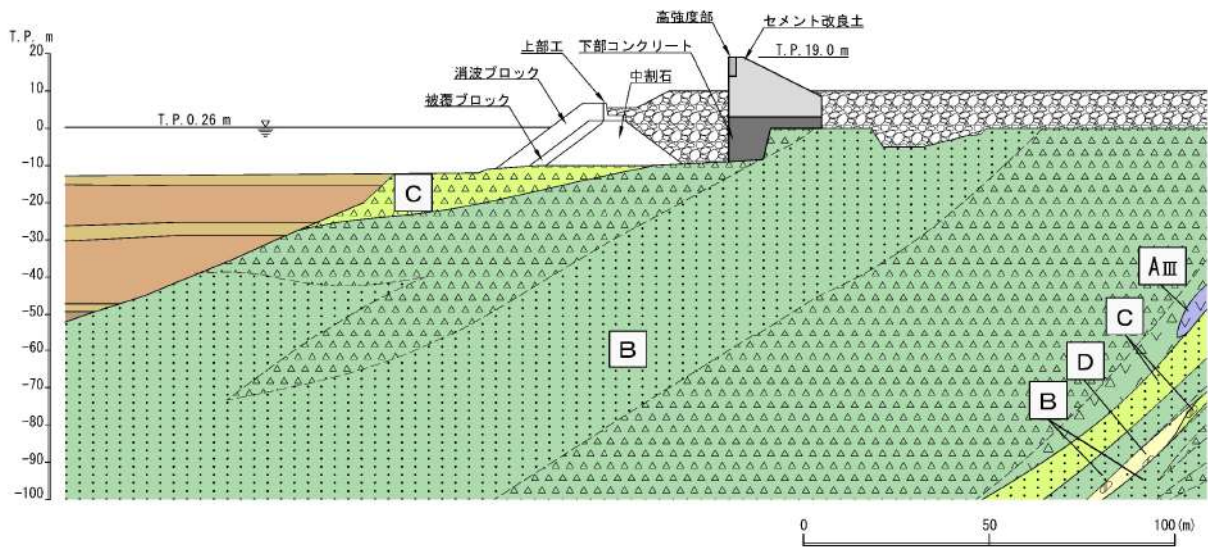 高強度部
セメント改良土
T.P. m
上部工
下部コンクリート
T.P.19.0 m
消波ブロック
中割石
被覆ブロック
T.P.0.26 m
20
10
0
-10
-20
-30
-40
-50
-60
-70
-80
-90
-100
C
B
AⅢ
C
D
B
0 50 100(m)